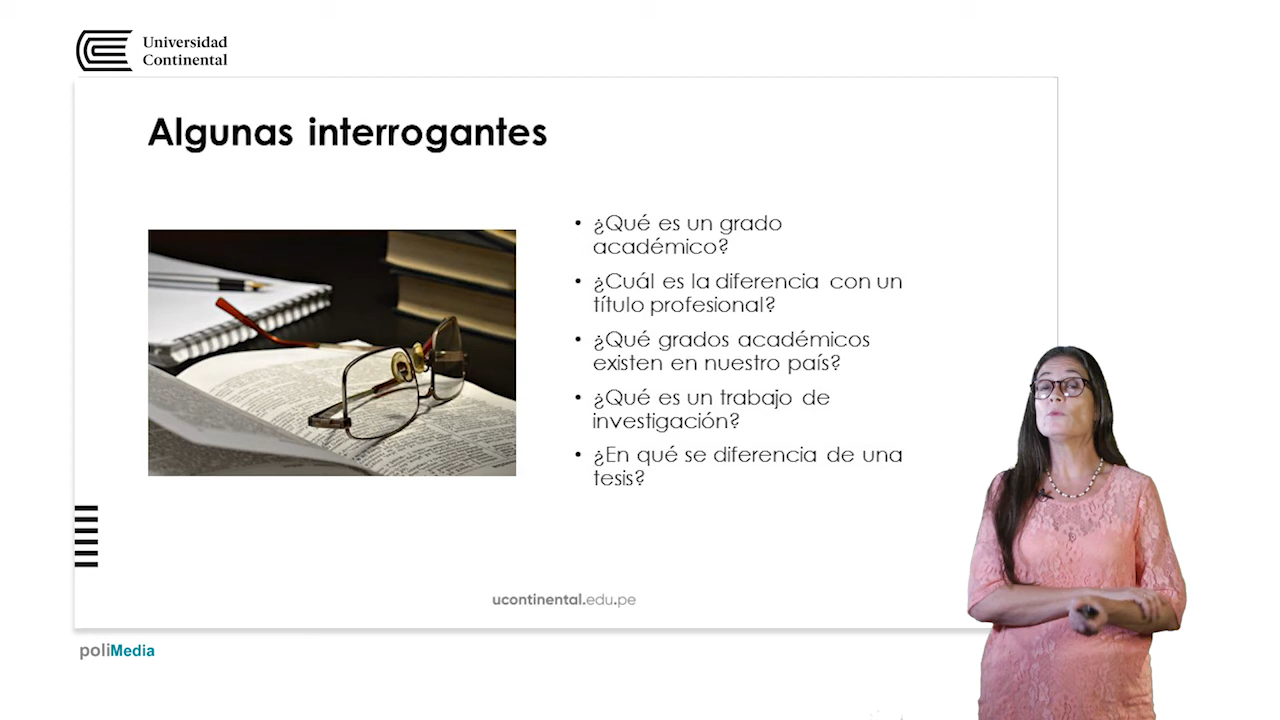 Universidad
Continental
Algunas interrogantes
• ¿Qué es un grado
académico?
• ¿Cuál es la diferencia con un
título profesional?
• ¿Qué grados académicos
existen en nuestro país?
• ¿Qué es un trabajo de
investigación?
• ¿En qué se diferencia de una
tesis?
ucontinental.edu.pe
poliMedia